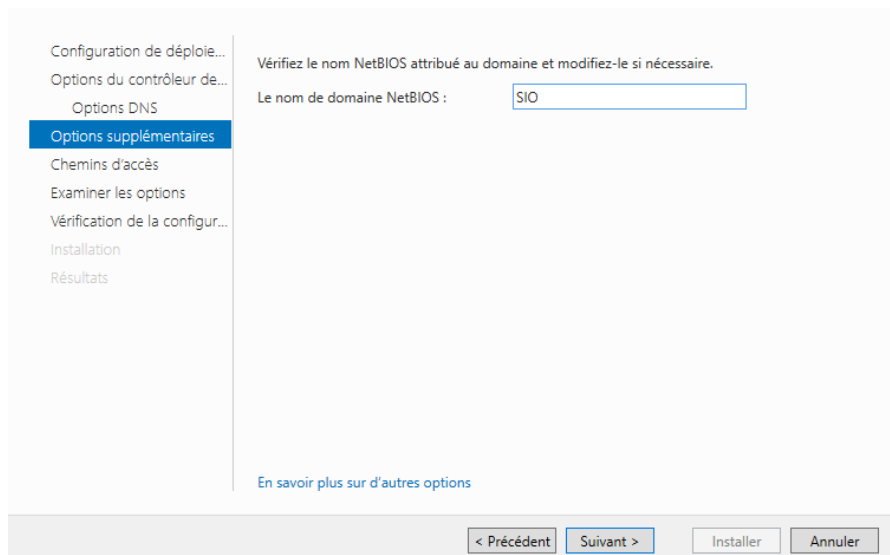 Configuration de déploie...
Options du contrôleur de...
Options DNS
Options supplémentaires
Chemins d'accès
Examiner les options
Vérification de la configur...
Installation
Résultats
Vérifiez le nom NetBIOS attribué au domaine et modifiez-le si nécessaire.
Le nom de domaine NetBIOS : SIO
En savoir plus sur d'autres options
< Précédent Suivant > Installer Annuler